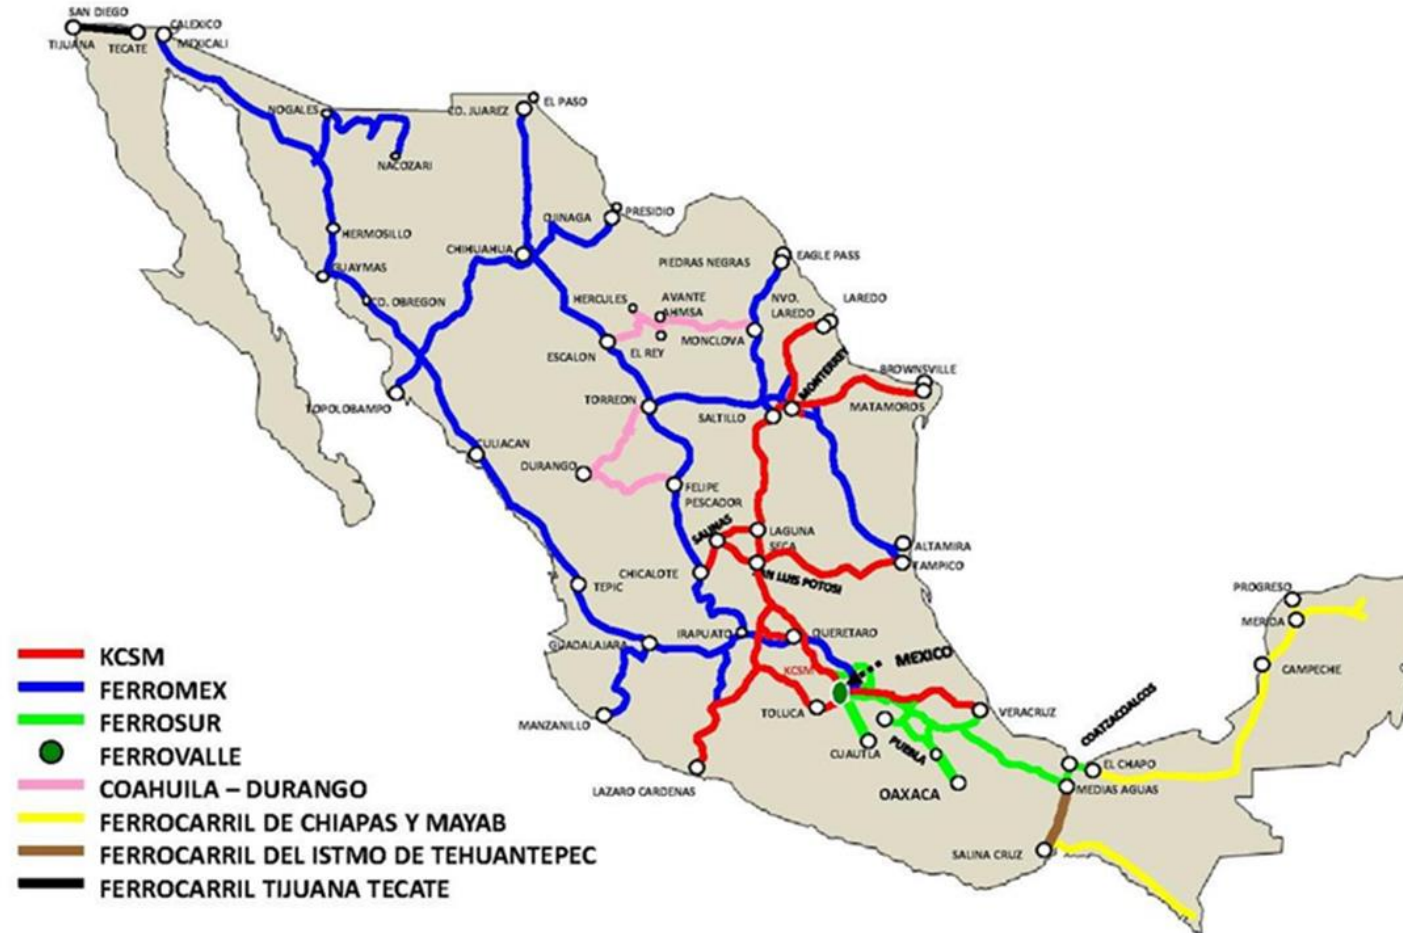 SAN DIEGO
TIJUANA
TECATE
CALEXICO
MEXICALI
NOGALES
NACOZARI
CD. JUAREZ
EL PASO
HERMOSILLO
GUAYMAS
CD. OBREGON
CHIHUAHUA
OJINAGA
PRESIDIO
PIEDRAS NEGRAS
EAGLE PASS
HERCULES
AVANTE
AHMSA
NVO.
LAREDO
LAREDO
ESCALON
EL REY
MONCLOVA
MONTERREY
BROWNSVILLE
MATAMOROS
TOPOLOBAMPO
TORREON
SALTILLO
CULIACAN
DURANGO
FELIPE
PESCADOR
SALINAS
LAGUNA
SECA
ALTAMIRA
TAMPICO
CHICALOTE
SAN LUIS POTOSI
TEPIC
PROGRESO
MERIDA
GUADALAJARA
IRAPUATO
QUERETARO
MEXICO
KCSM
CAMPECHE
MANZANILLO
TOLUCA
VERACRUZ
COATZACOALCOS
CUAUTLA
PUEBLA
EL CHAPO
MEDIAS AGUAS
LAZARO CARDENAS
OAXACA
SALINA CRUZ
KCSM
FERROMEX
FERROSUR
FERROVALLE
COAHUILA – DURANGO
FERROCARRIL DE CHIAPAS Y MAYAB
FERROCARRIL DEL ISTMO DE TEHUANTEPEC
FERROCARRIL TIJUANA TECATE